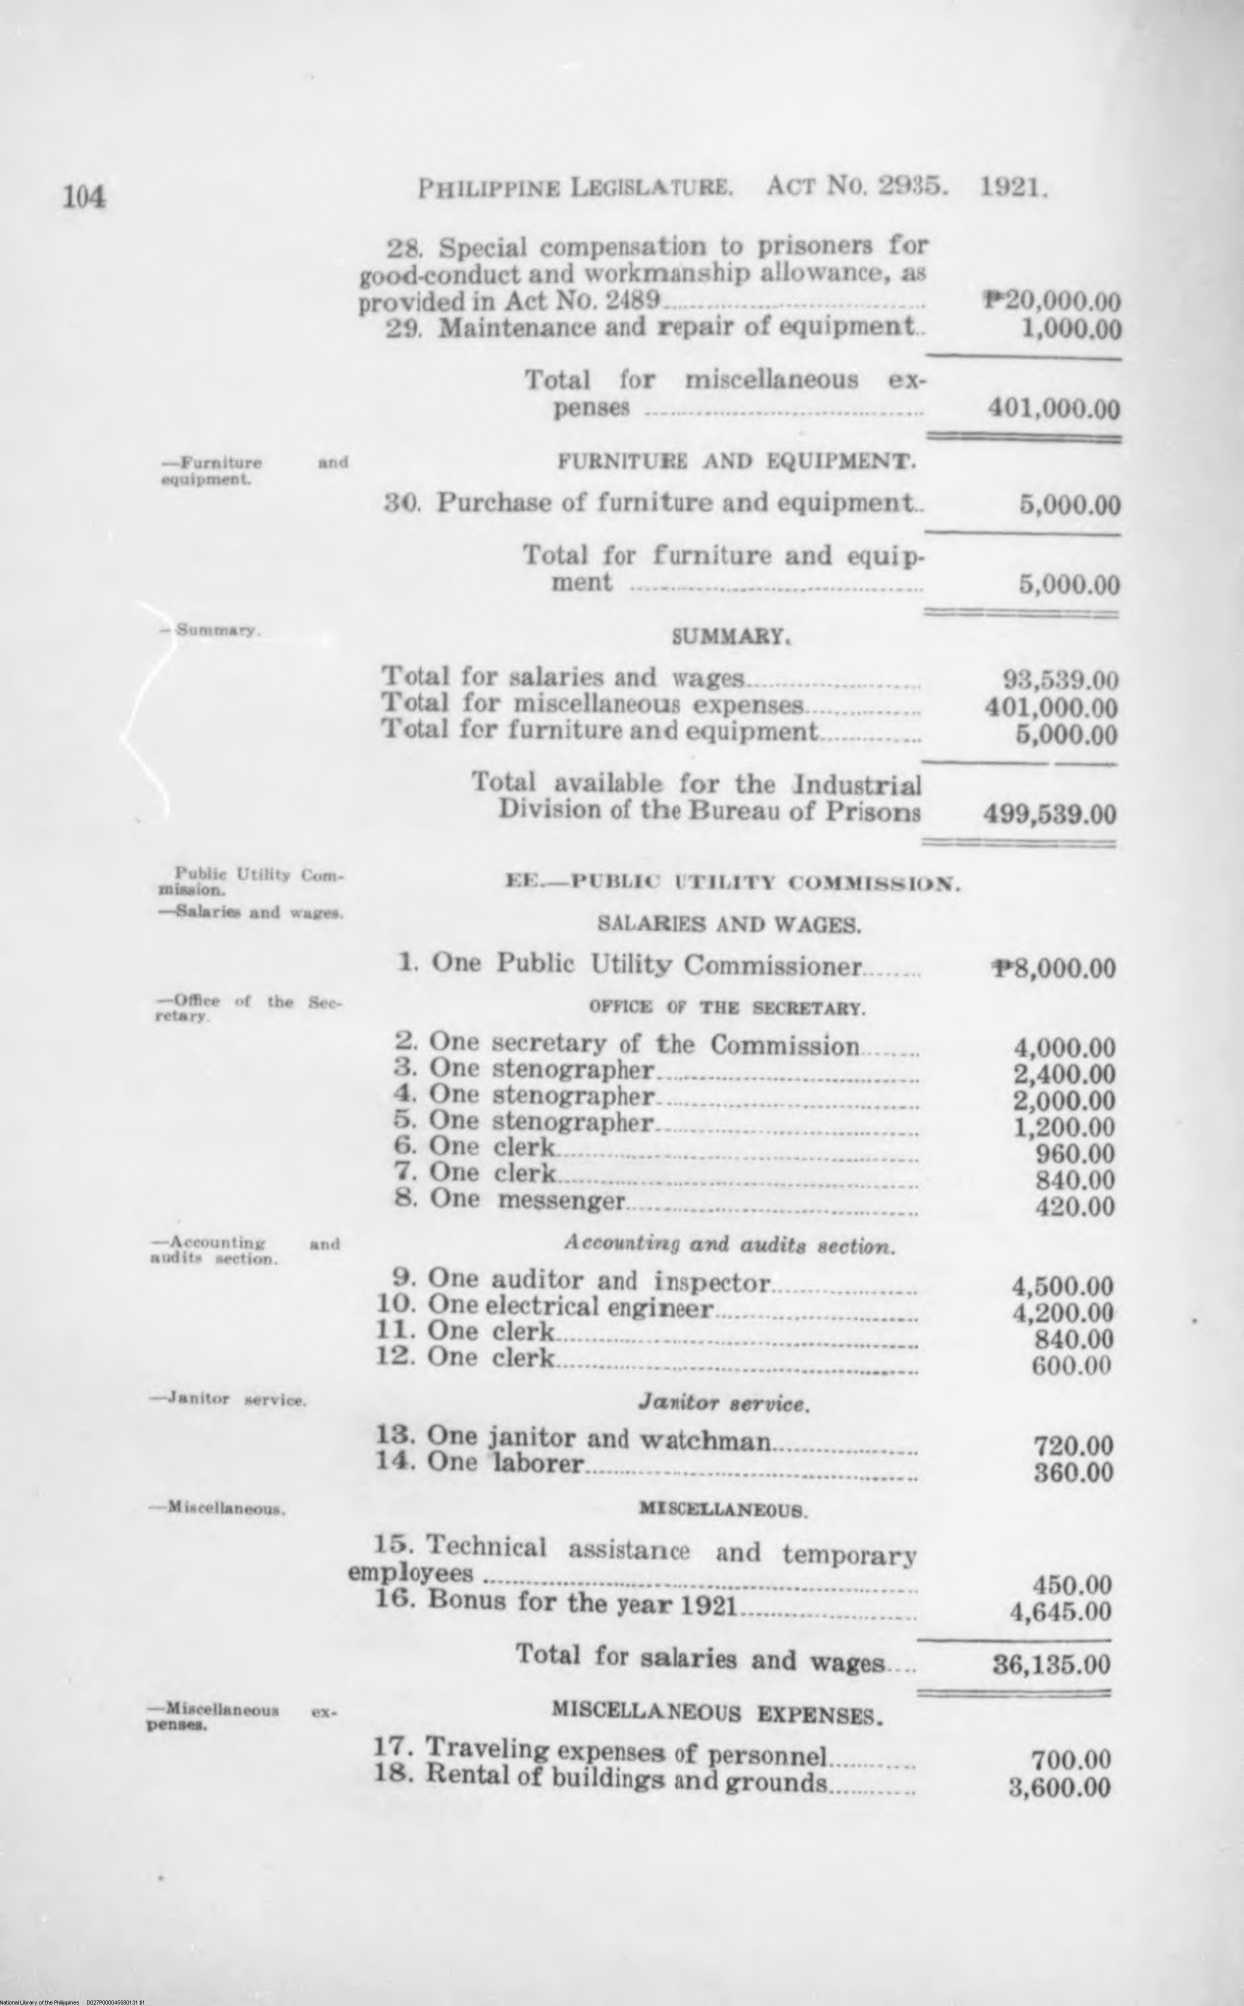 104
PHILIPPINE LEGISLATURE. ACT NO. 2935. 1921.
28. Special compensation to prisoners for
good-conduct and workmanship allowance, as
provided in Act No. 2489 ₱20,000.00
29. Maintenance and repair of equipment 1,000.00
Total for miscellaneous ex-
penses 401,000.00
—Furniture and
equipment.
FURNITURE AND EQUIPMENT.
30. Purchase of furniture and equipment 5,000.00
Total for furniture and equip-
ment 5,000.00
—Summary.
SUMMARY.
Total for salaries and wages 93,539.00
Total for miscellaneous expenses 401,000.00
Total for furniture and equipment 5,000.00
Total available for the Industrial
Division of the Bureau of Prisons 499,539.00
Public Utility Com-
mission.
EE.—PUBLIC UTILITY COMMISSION.
—Salaries and wages.
SALARIES AND WAGES.
1. One Public Utility Commissioner ₱8,000.00
—Office of the Sec-
retary.
OFFICE OF THE SECRETARY.
2. One secretary of the Commission 4,000.00
3. One stenographer 2,400.00
4. One stenographer 2,000.00
5. One stenographer 1,200.00
6. One clerk 960.00
7. One clerk 840.00
8. One messenger 420.00
—Accounting and
audits section.
Accounting and audits section.
9. One auditor and inspector 4,500.00
10. One electrical engineer 4,200.00
11. One clerk 840.00
12. One clerk 600.00
—Janitor service.
Janitor service.
13. One janitor and watchman 720.00
14. One laborer 360.00
—Miscellaneous.
MISCELLANEOUS.
15. Technical assistance and temporary
employees 450.00
16. Bonus for the year 1921 4,645.00
Total for salaries and wages 36,135.00
—Miscellaneous ex-
penses.
MISCELLANEOUS EXPENSES.
17. Traveling expenses of personnel 700.00
18. Rental of buildings and grounds 3,600.00
National Library of the Philippines